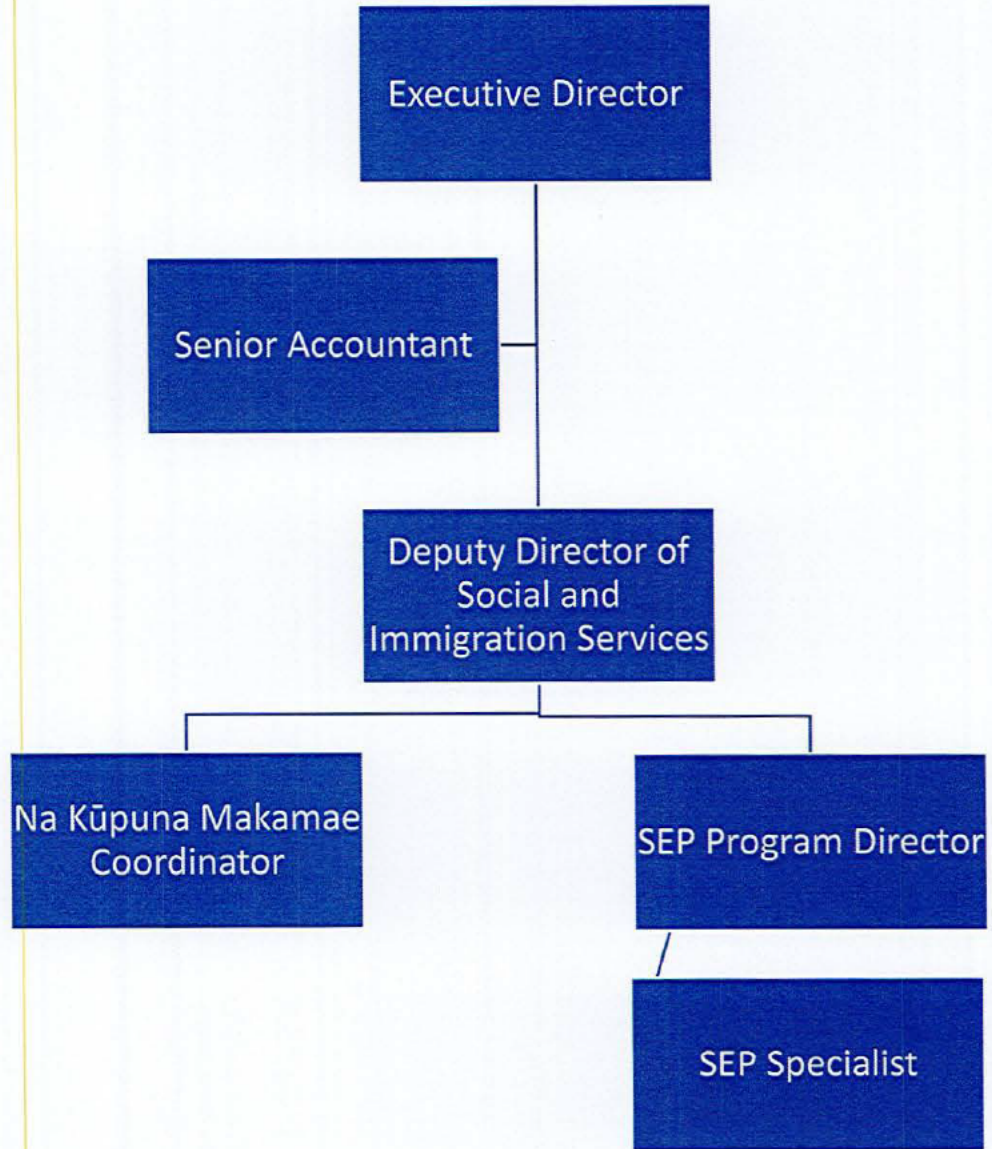 Executive Director
Senior Accountant
Deputy Director of
Social and
Immigration Services
Na Kūpuna Makamae
Coordinator
SEP Program Director
SEP Specialist